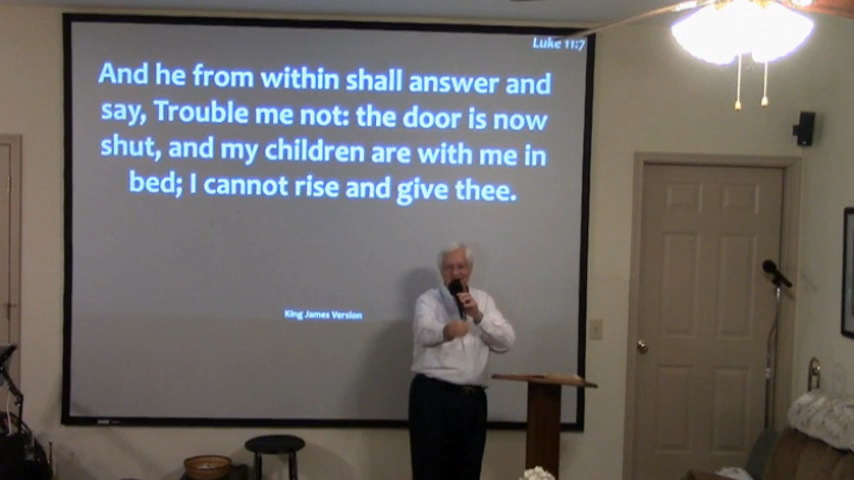 Luke 11:7
And he from within shall answer and
say, Trouble me not: the door is now
shut, and my children are with me in
bed; I cannot rise and give thee.
King James Version